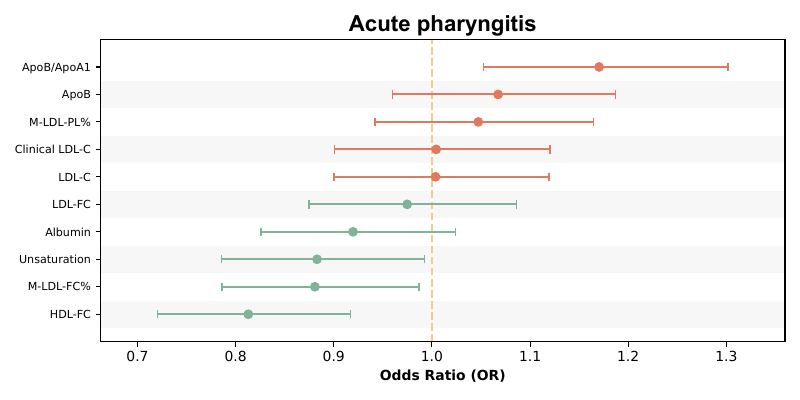 Acute pharyngitis
ApoB/ApoA1
ApoB
M-LDL-PL%
Clinical LDL-C
LDL-C
LDL-FC
Albumin
Unsaturation
M-LDL-FC%
HDL-FC
0.7 0.8 0.9 1.0 1.1 1.2 1.3
Odds Ratio (OR)